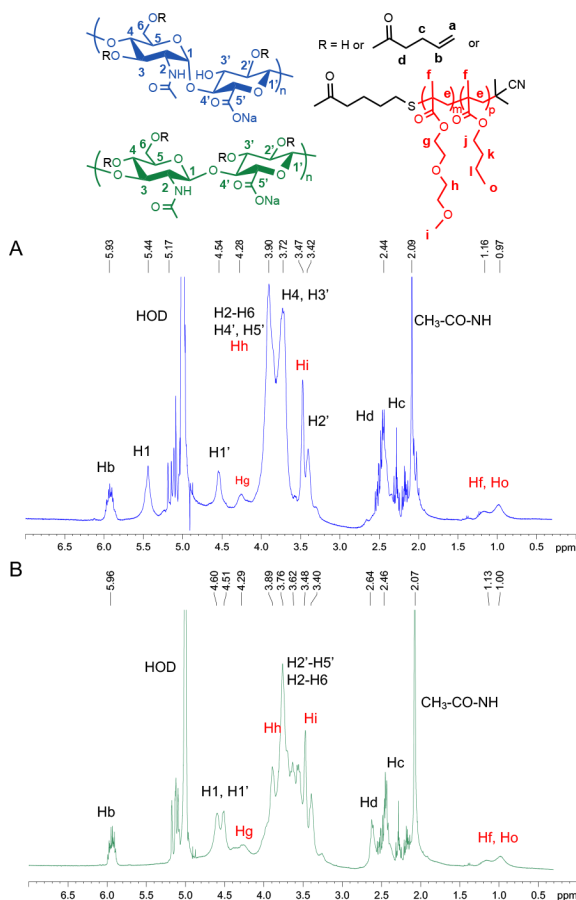 OR
6
5
4
O
R
3
2
NH
O
1
3'
HO
OR
2'
1'
O
4'
5'
n
O
ONa
R = H or
O
c
a
d
b
or
OR
6
4
5
O
R
3
2
NH
O
1
O
3'
RO
OR
2'
1'
4'
5'
n
O
ONa
O
S
f
e
m
f
e
p
CN
O
O
g
O
h
O
i
O
O
j
k
l
o
A
5.93
5.44
5.17
4.54
4.28
3.90
3.72
3.47
3.42
2.44
2.09
1.16
0.97
HOD
H2-H6
H4', H5'
Hh
H4, H3'
CH₃-CO-NH
Hi
H2'
Hd
Hc
Hb
H1
H1'
Hg
Hf, Ho
6.5 6.0 5.5 5.0 4.5 4.0 3.5 3.0 2.5 2.0 1.5 1.0 0.5 ppm
B
5.96
4.60
4.51
4.29
3.89
3.76
3.62
3.48
3.40
2.64
2.46
2.07
1.13
1.00
HOD
H2'-H5'
H2-H6
CH₃-CO-NH
Hh
Hi
Hc
Hb
H1, H1'
Hg
Hd
Hf, Ho
6.5 6.0 5.5 5.0 4.5 4.0 3.5 3.0 2.5 2.0 1.5 1.0 0.5 ppm